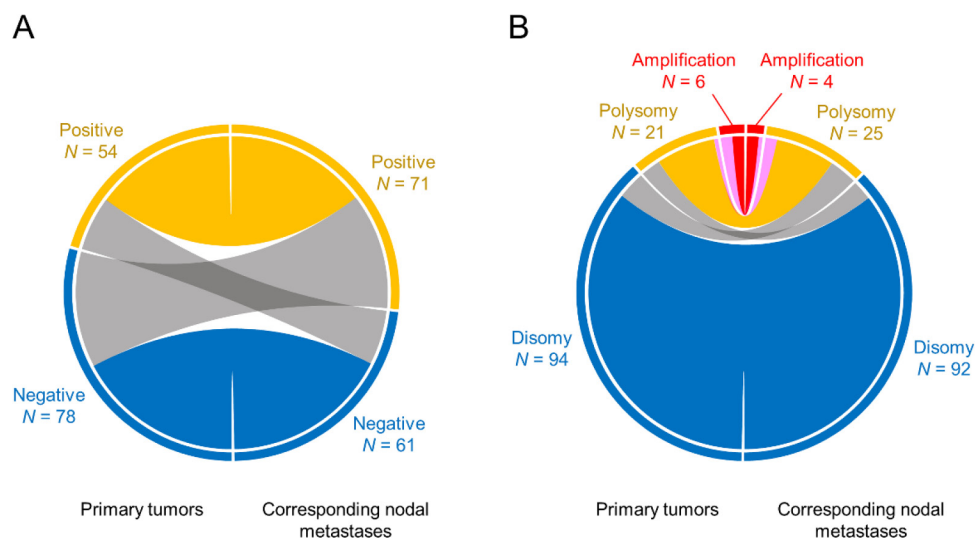 A
Positive
N = 54
Positive
N = 71
Negative
N = 78
Negative
N = 61
Primary tumors
Corresponding nodal
metastases
B
Amplification
N = 6
Amplification
N = 4
Polysomy
N = 21
Polysomy
N = 25
Disomy
N = 94
Disomy
N = 92
Primary tumors
Corresponding nodal
metastases